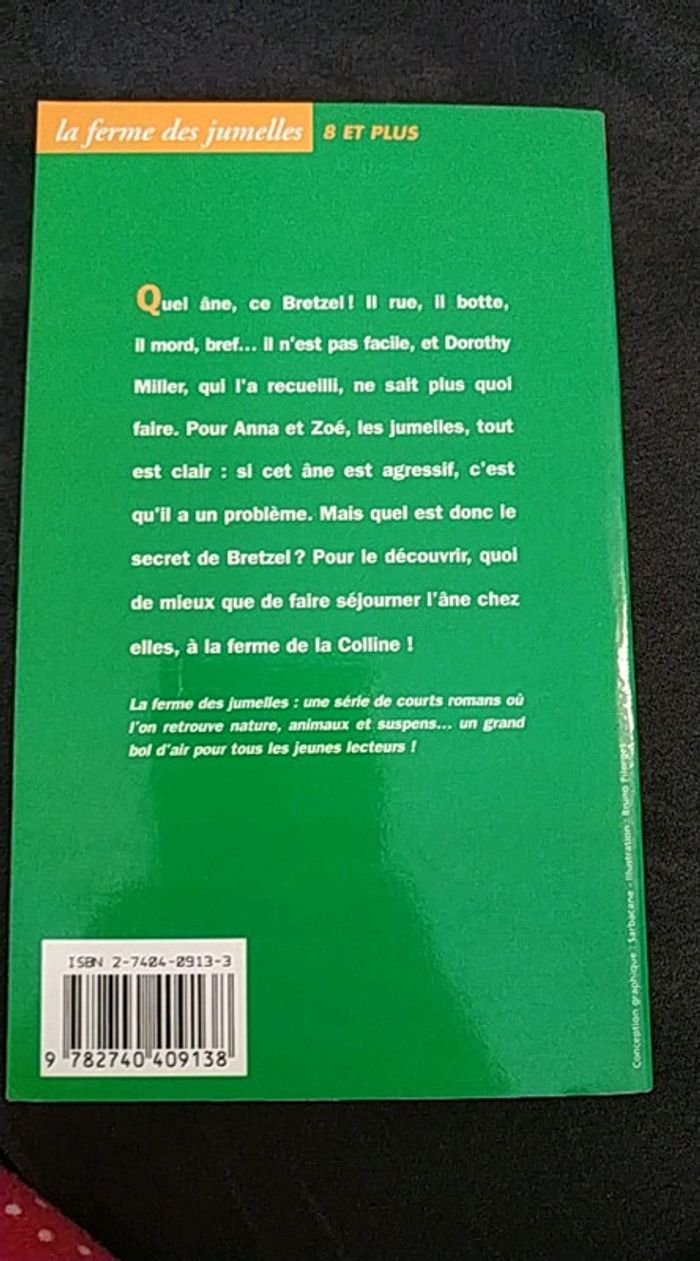 la ferme des jumelles 8 ET PLUS
Quel âne, ce Bretzel ! Il rue, il botte,
il mord, bref... il n'est pas facile, et Dorothy
Miller, qui l'a recueilli, ne sait plus quoi
faire. Pour Anna et Zoé, les jumelles, tout
est clair : si cet âne est agressif, c'est
qu'il a un problème. Mais quel est donc le
secret de Bretzel ? Pour le découvrir, quoi
de mieux que de faire séjourner l'âne chez
elles, à la ferme de la Colline !
La ferme des jumelles : une série de courts romans où
l'on retrouve nature, animaux et suspens... un grand
bol d'air pour tous les jeunes lecteurs !
Conception graphique : Sarbacane - Illustration : Bruno Pilorget
ISBN 2-7404-0913-3
9 782740 409138